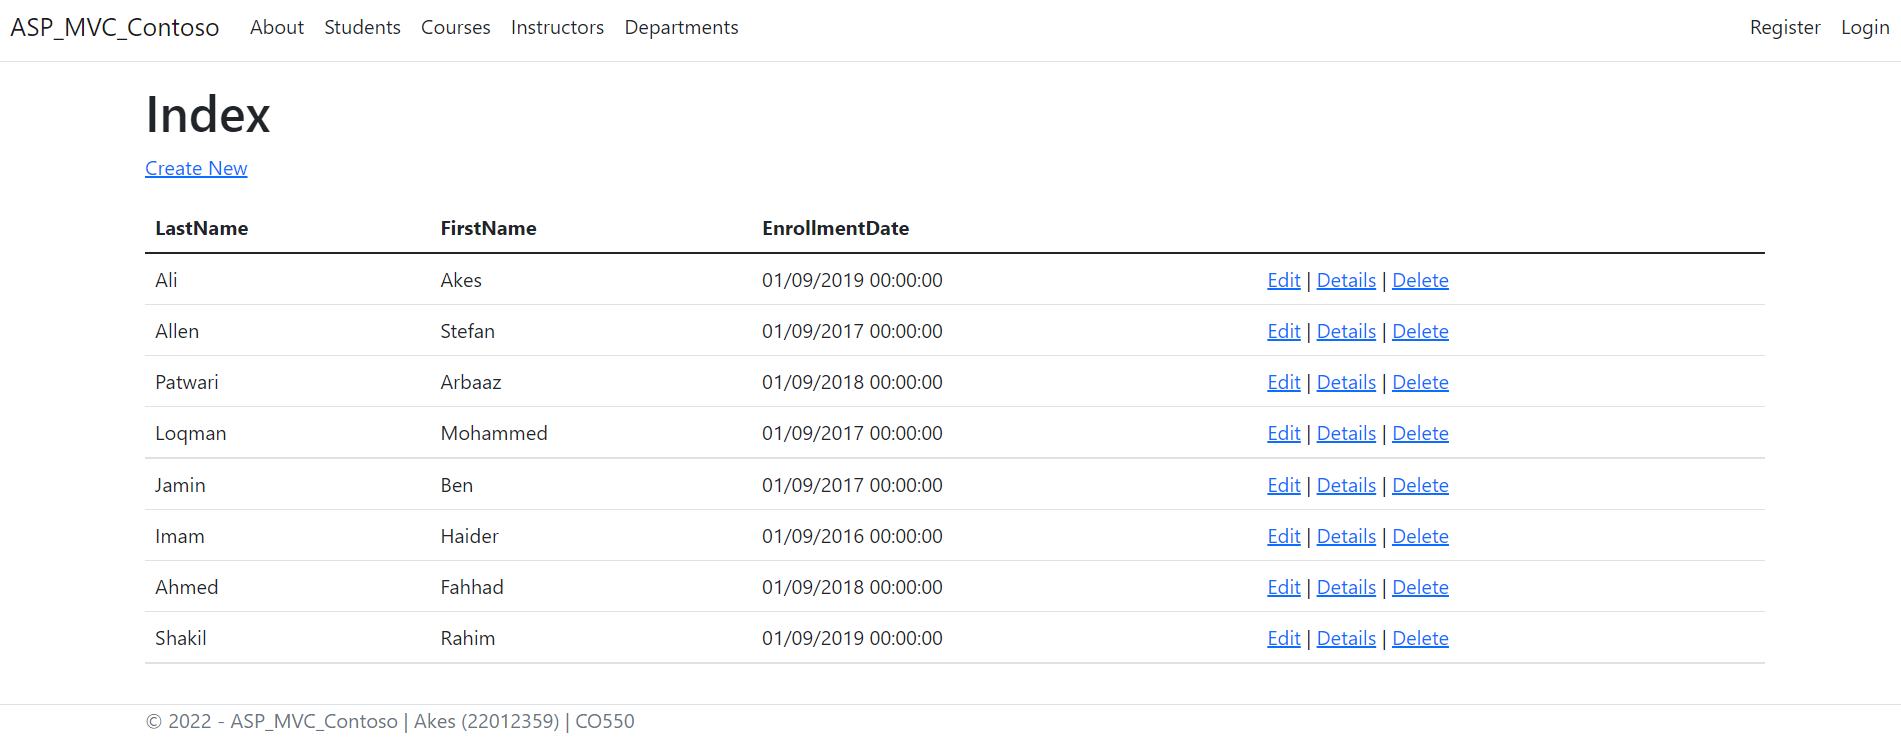 ASP_MVC_Contoso About Students Courses Instructors Departments Register Login
Index
Create New
LastName FirstName EnrollmentDate
Ali Akes 01/09/2019 00:00:00 Edit | Details | Delete
Allen Stefan 01/09/2017 00:00:00 Edit | Details | Delete
Patwari Arbaaz 01/09/2018 00:00:00 Edit | Details | Delete
Loqman Mohammed 01/09/2017 00:00:00 Edit | Details | Delete
Jamin Ben 01/09/2017 00:00:00 Edit | Details | Delete
Imam Haider 01/09/2016 00:00:00 Edit | Details | Delete
Ahmed Fahhad 01/09/2018 00:00:00 Edit | Details | Delete
Shakil Rahim 01/09/2019 00:00:00 Edit | Details | Delete
© 2022 - ASP_MVC_Contoso | Akes (22012359) | CO550